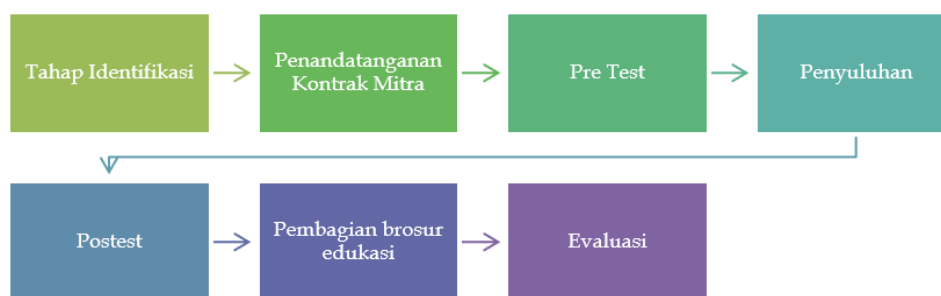 Tahap Identifikasi
Penandatanganan
Kontrak Mitra
Pre Test
Penyuluhan
Postest
Pembagian brosur
edukasi
Evaluasi